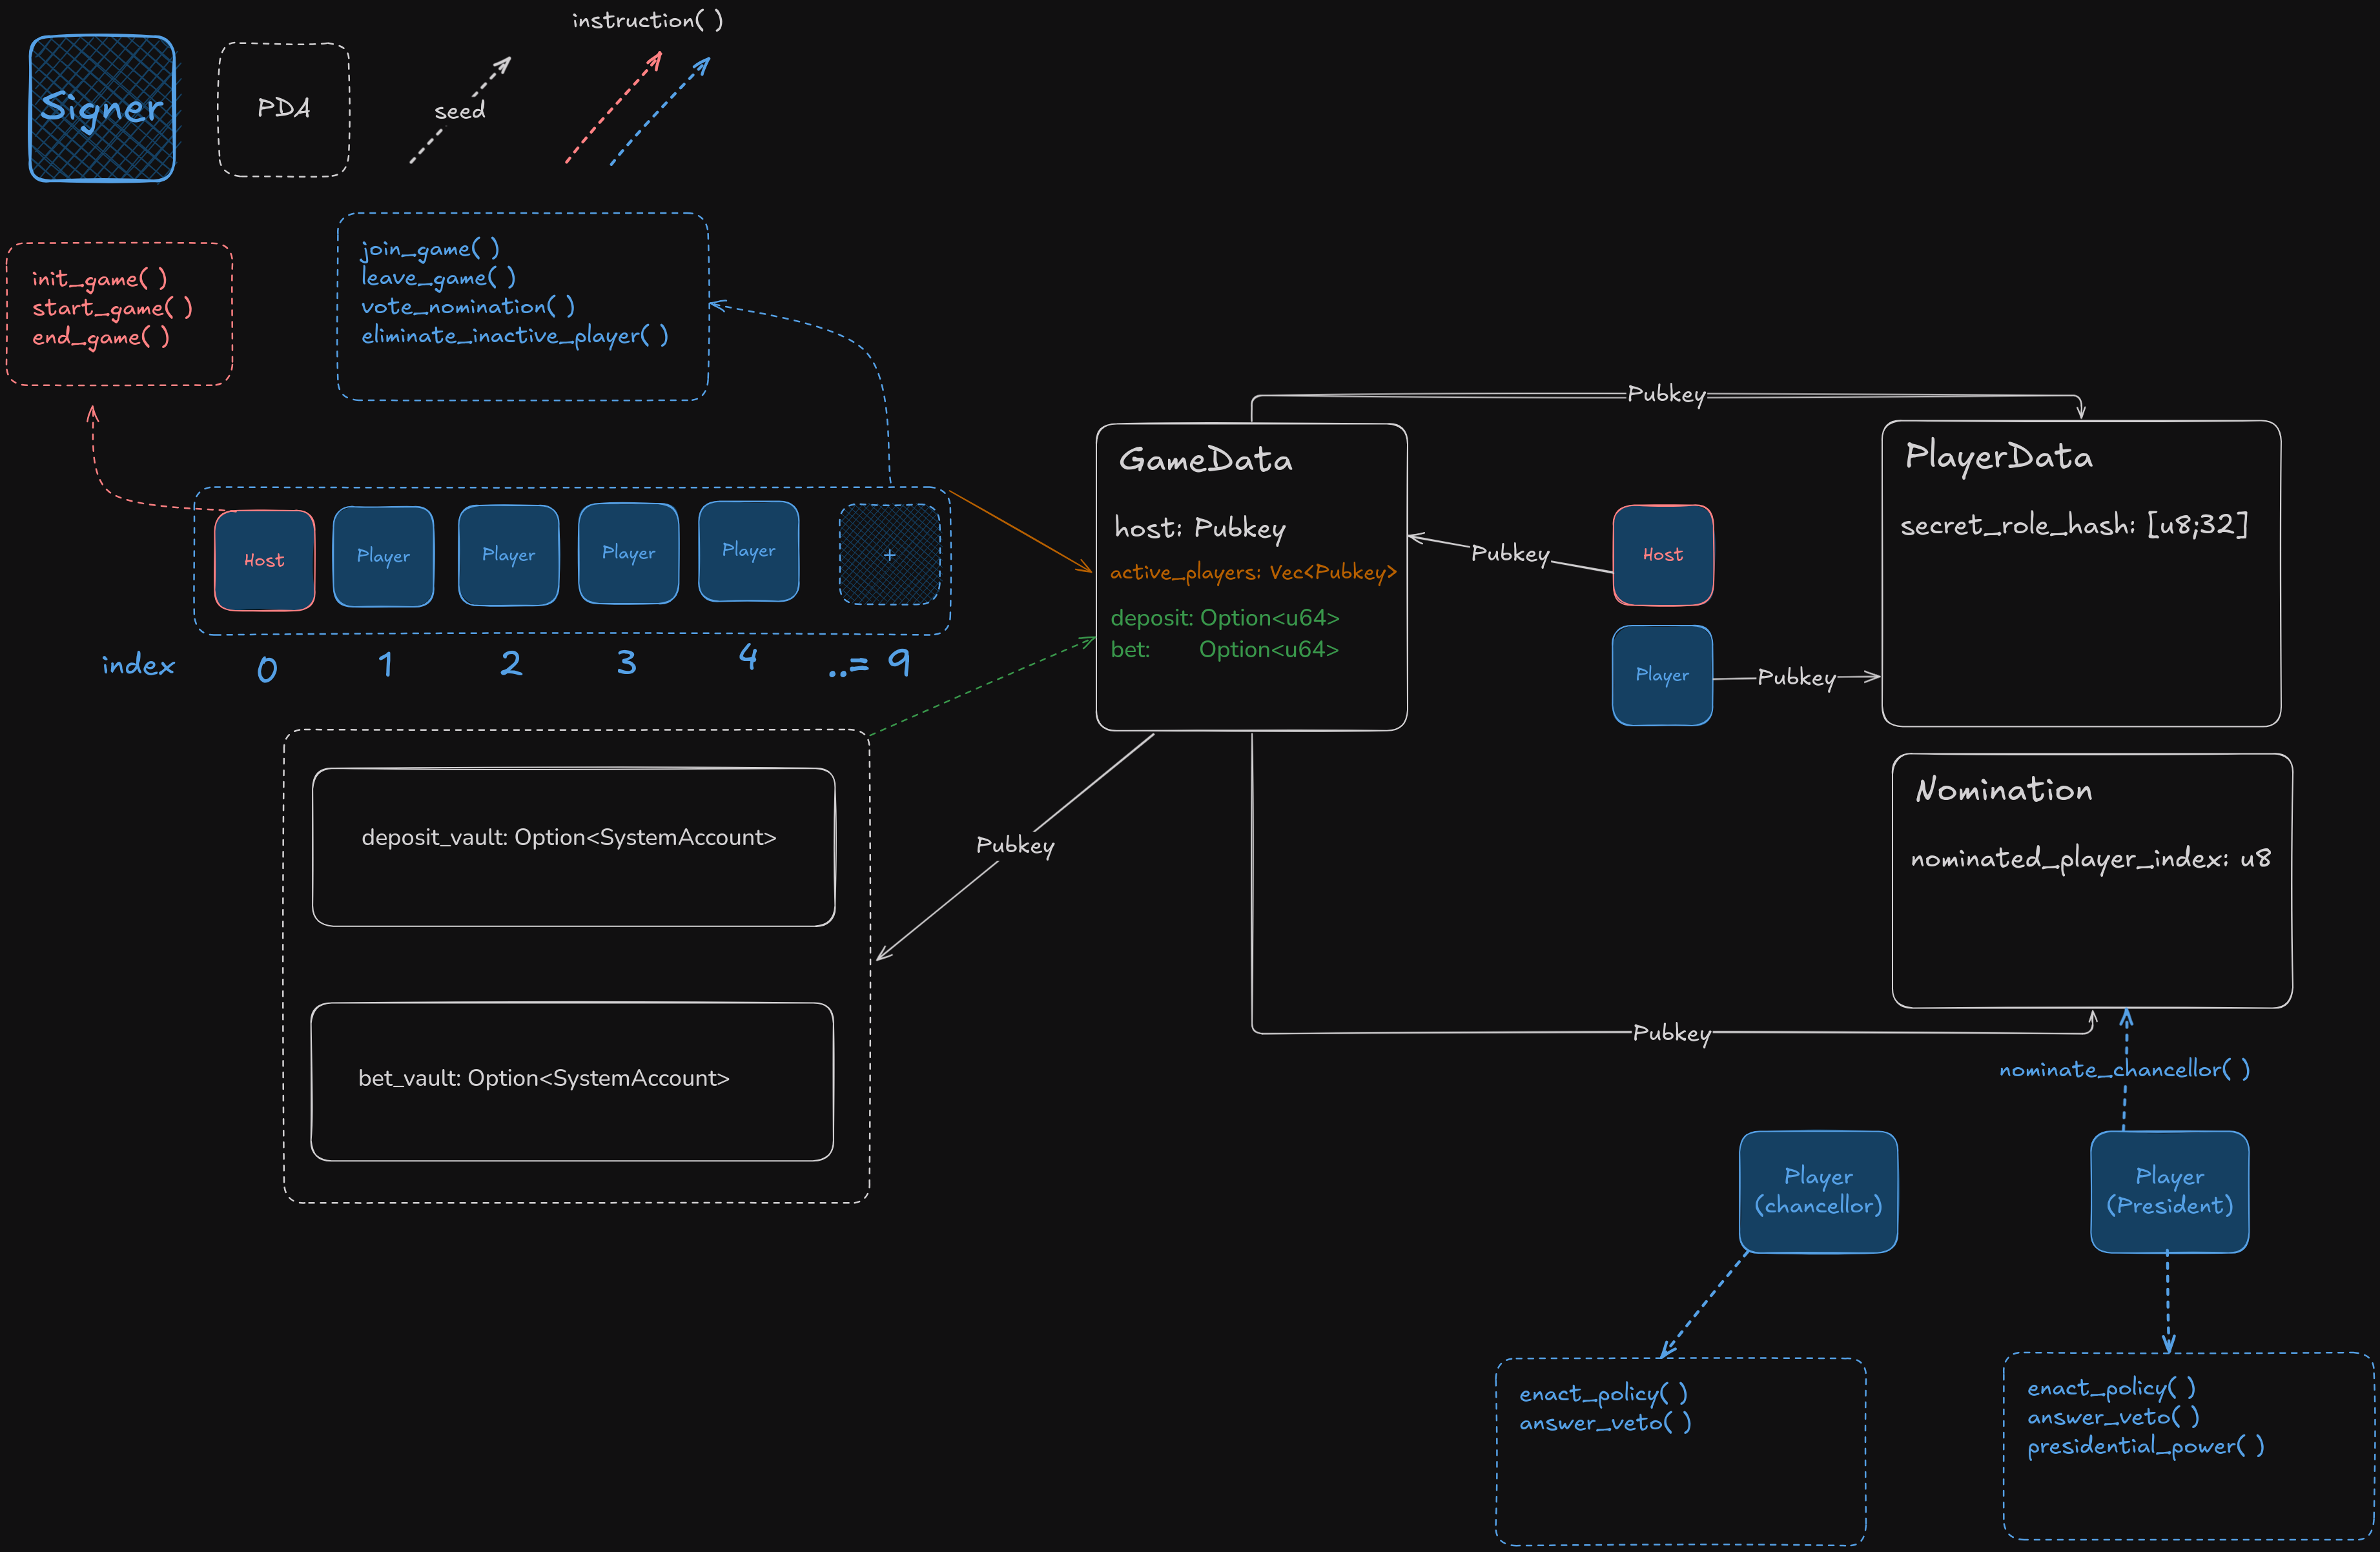 instruction( )
Signer
PDA
seed
init_game( )
start_game( )
end_game( )
join_game( )
leave_game( )
vote_nomination( )
eliminate_inactive_player( )
Host
Player
Player
Player
Player
+
index
0
1
2
3
4
..= 9
GameData
host: Pubkey
active_players: Vec<Pubkey>
deposit: Option<u64>
bet: Option<u64>
Pubkey
Pubkey
Host
Player
Pubkey
PlayerData
secret_role_hash: [u8;32]
Nomination
nominated_player_index: u8
deposit_vault: Option<SystemAccount>
bet_vault: Option<SystemAccount>
Pubkey
Pubkey
nominate_chancellor( )
Player
(chancellor)
Player
(President)
enact_policy( )
answer_veto( )
enact_policy( )
answer_veto( )
presidential_power( )